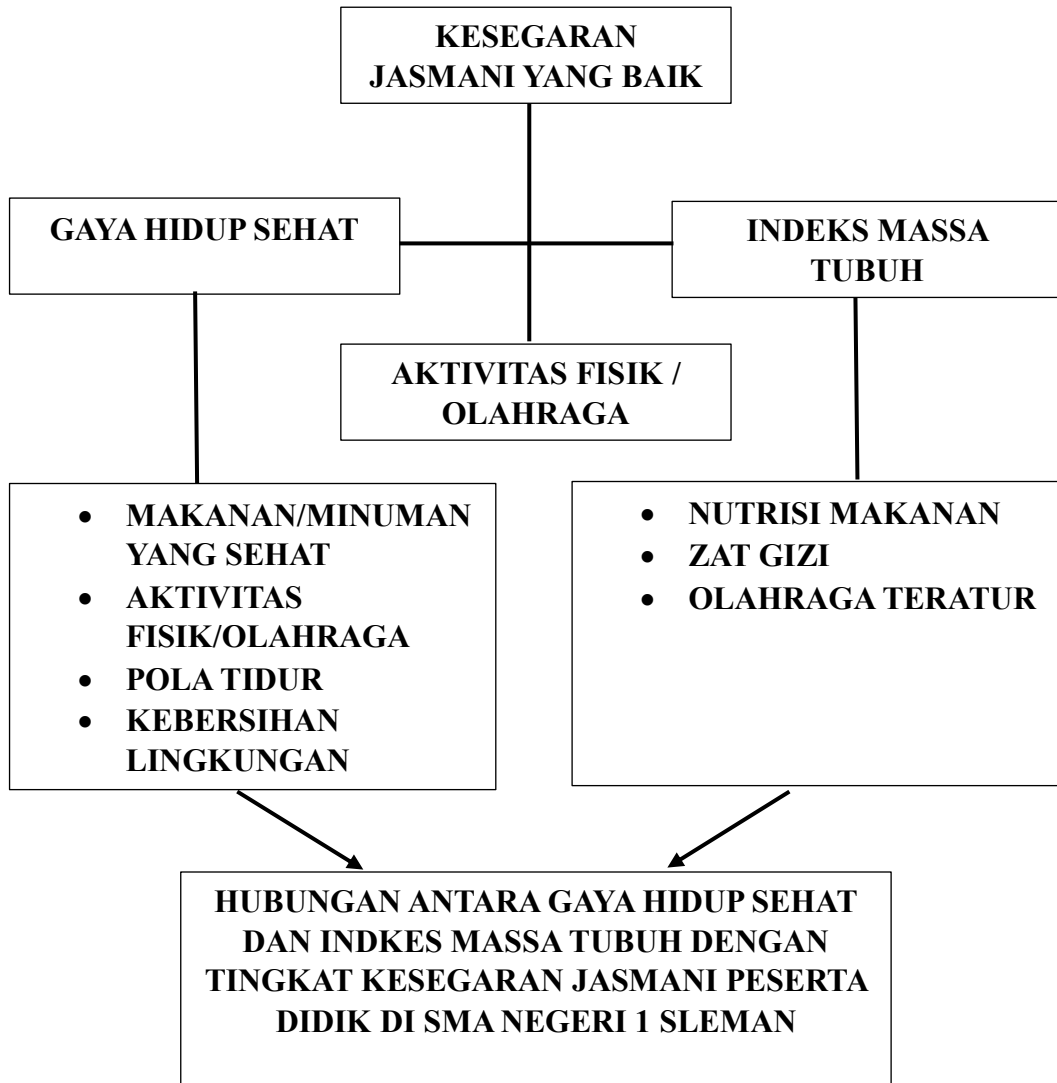 KESEGARAN
JASMANI YANG BAIK
GAYA HIDUP SEHAT
INDEKS MASSA
TUBUH
AKTIVITAS FISIK /
OLAHRAGA
• MAKANAN/MINUMAN
YANG SEHAT
• AKTIVITAS
FISIK/OLAHRAGA
• POLA TIDUR
• KEBERSIHAN
LINGKUNGAN
• NUTRISI MAKANAN
• ZAT GIZI
• OLAHRAGA TERATUR
HUBUNGAN ANTARA GAYA HIDUP SEHAT
DAN INDKES MASSA TUBUH DENGAN
TINGKAT KESEGARAN JASMANI PESERTA
DIDIK DI SMA NEGERI 1 SLEMAN